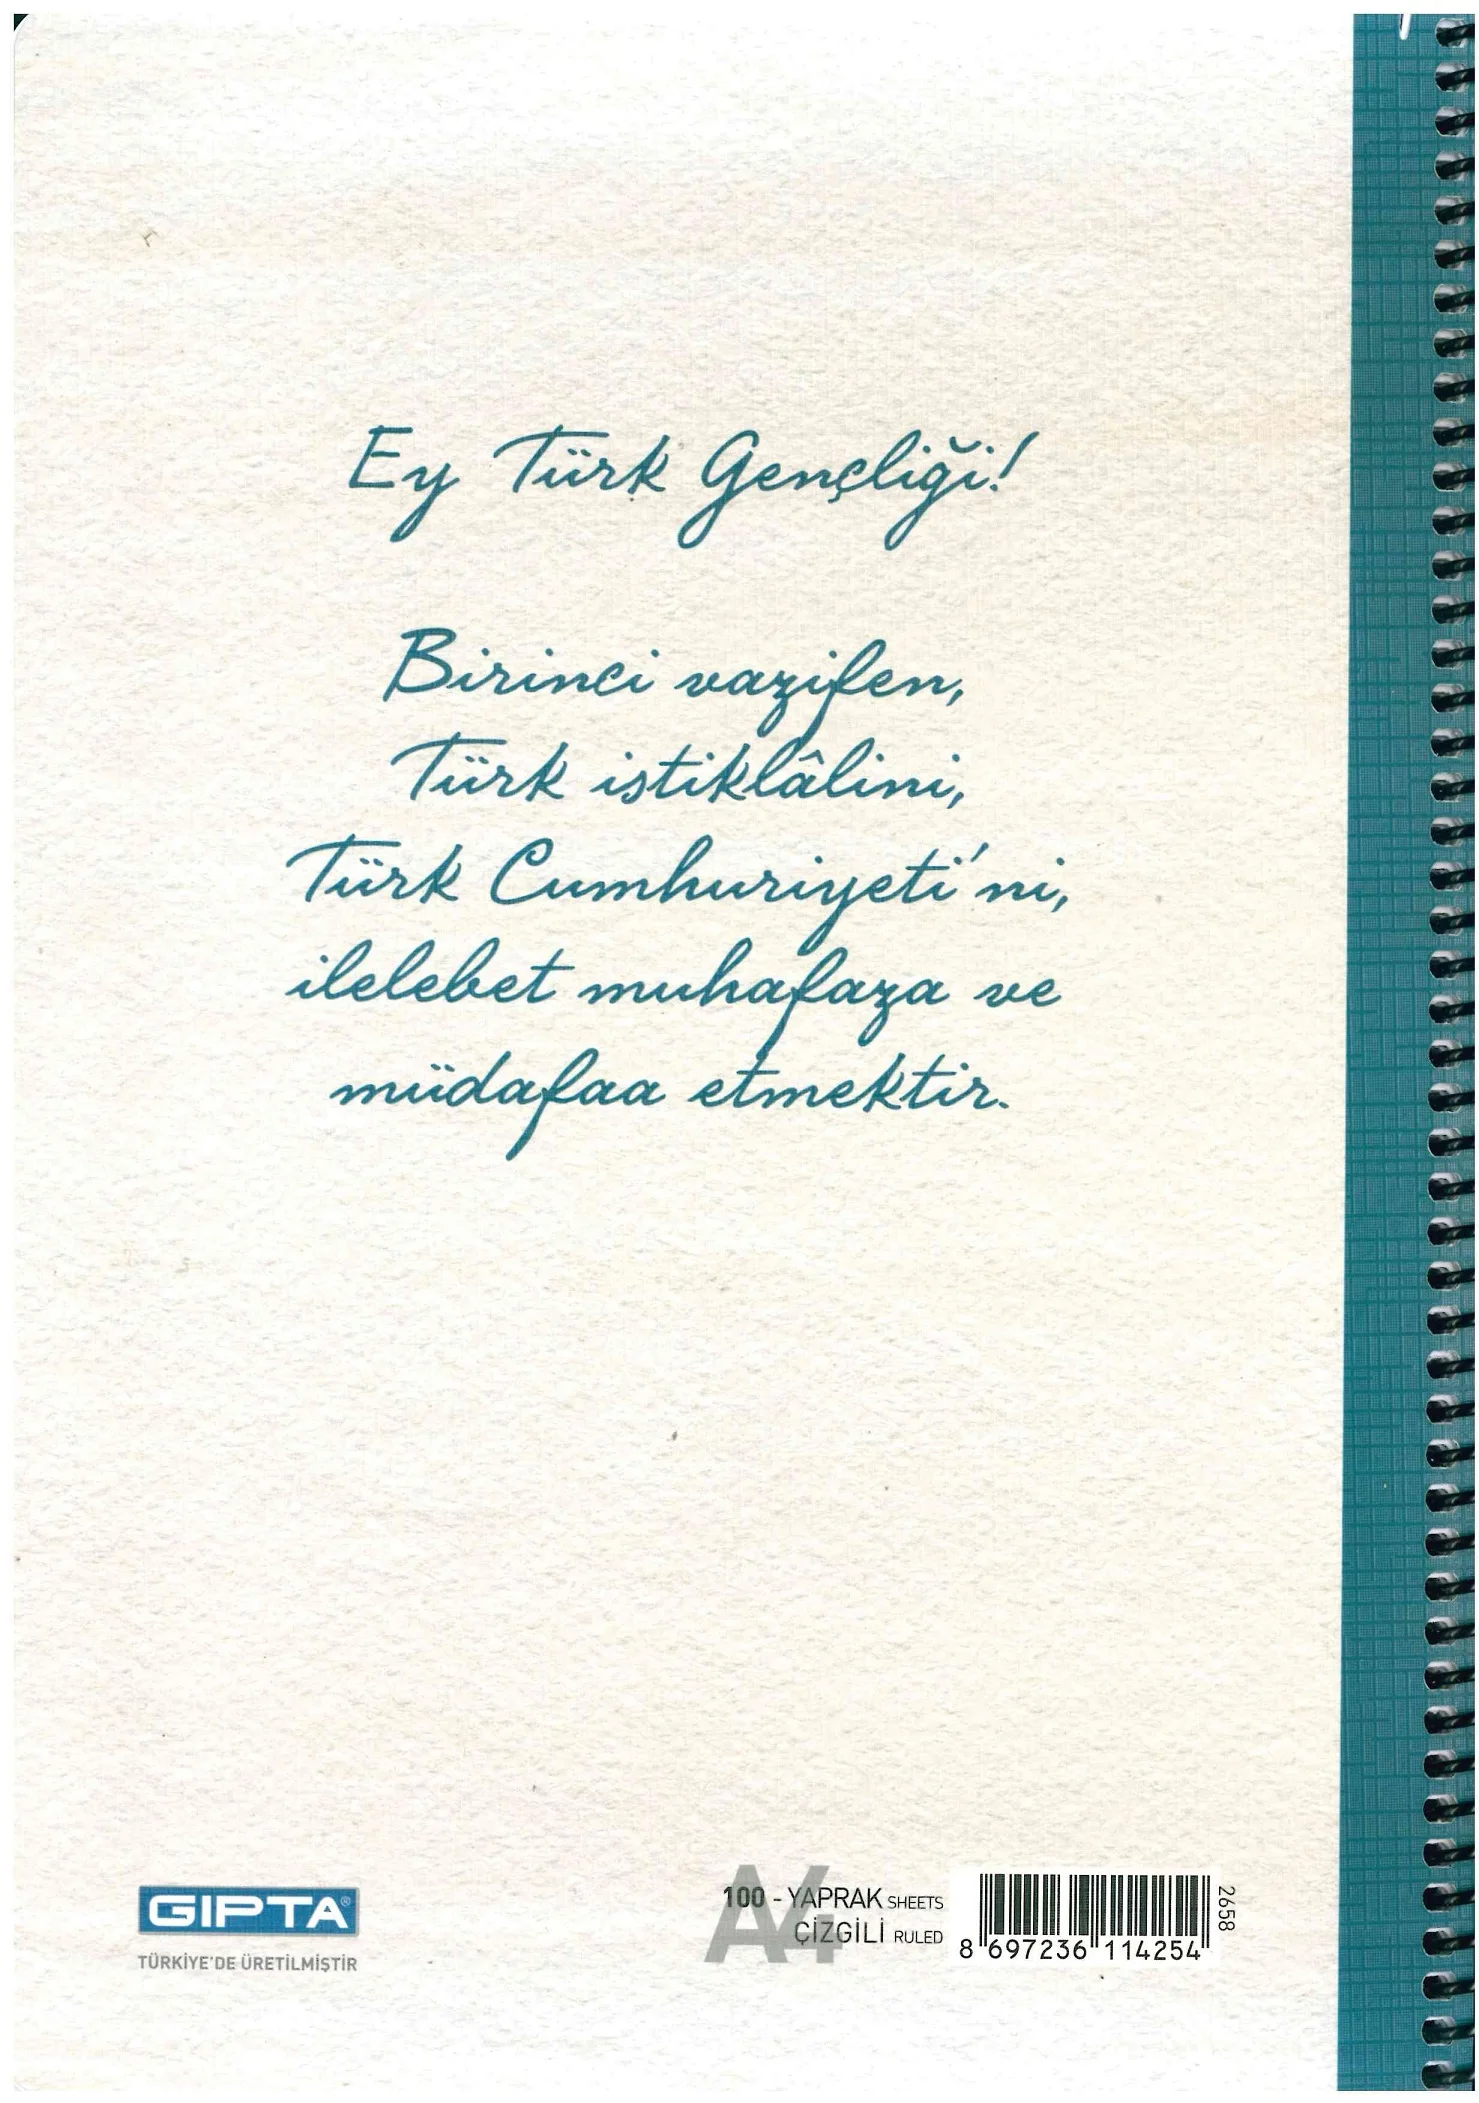 Ey Türk Gençliği!
Birinci vazifen,
Türk istiklâlini,
Türk Cumhuriyeti'ni,
ilelebet muhafaza ve
müdafaa etmektir.
GIPTA®
TÜRKİYE'DE ÜRETİLMİŞTİR
A4
100 - YAPRAK SHEETS
ÇİZGİLİ RULED
8 697236 114254
2658